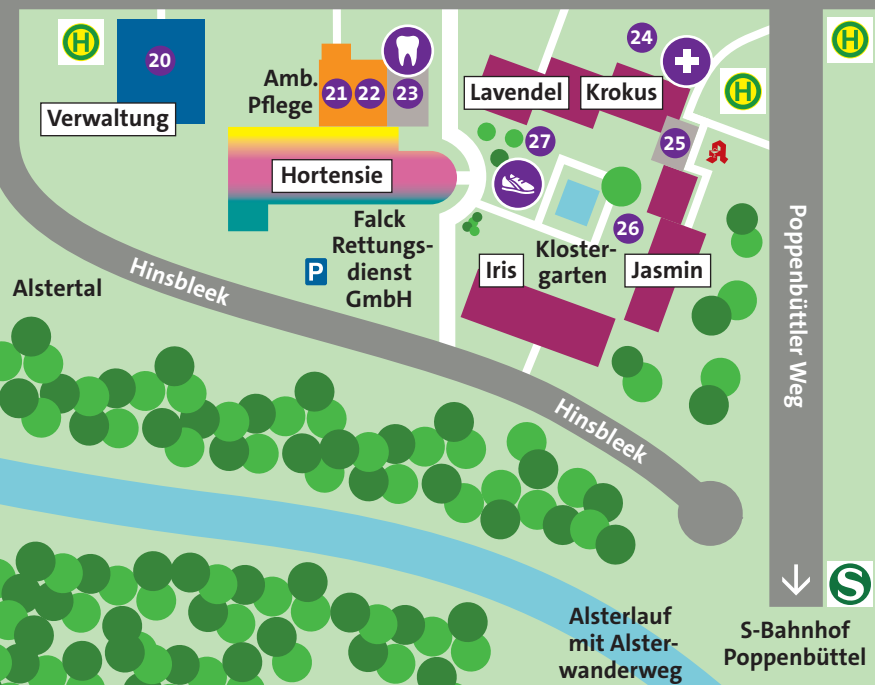 H
20
Verwaltung
Amb.
Pflege
21
22
23
24
H
H
Lavendel
Krokus
25
27
Hortensie
26
Falck
Rettungs-
dienst
GmbH
P
Kloster-
garten
Iris
Jasmin
Alstertal
Hinsbleek
Hinsbleek
Poppenbüttler Weg
S
Alsterlauf
mit Alster-
wanderweg
S-Bahnhof
Poppenbüttel